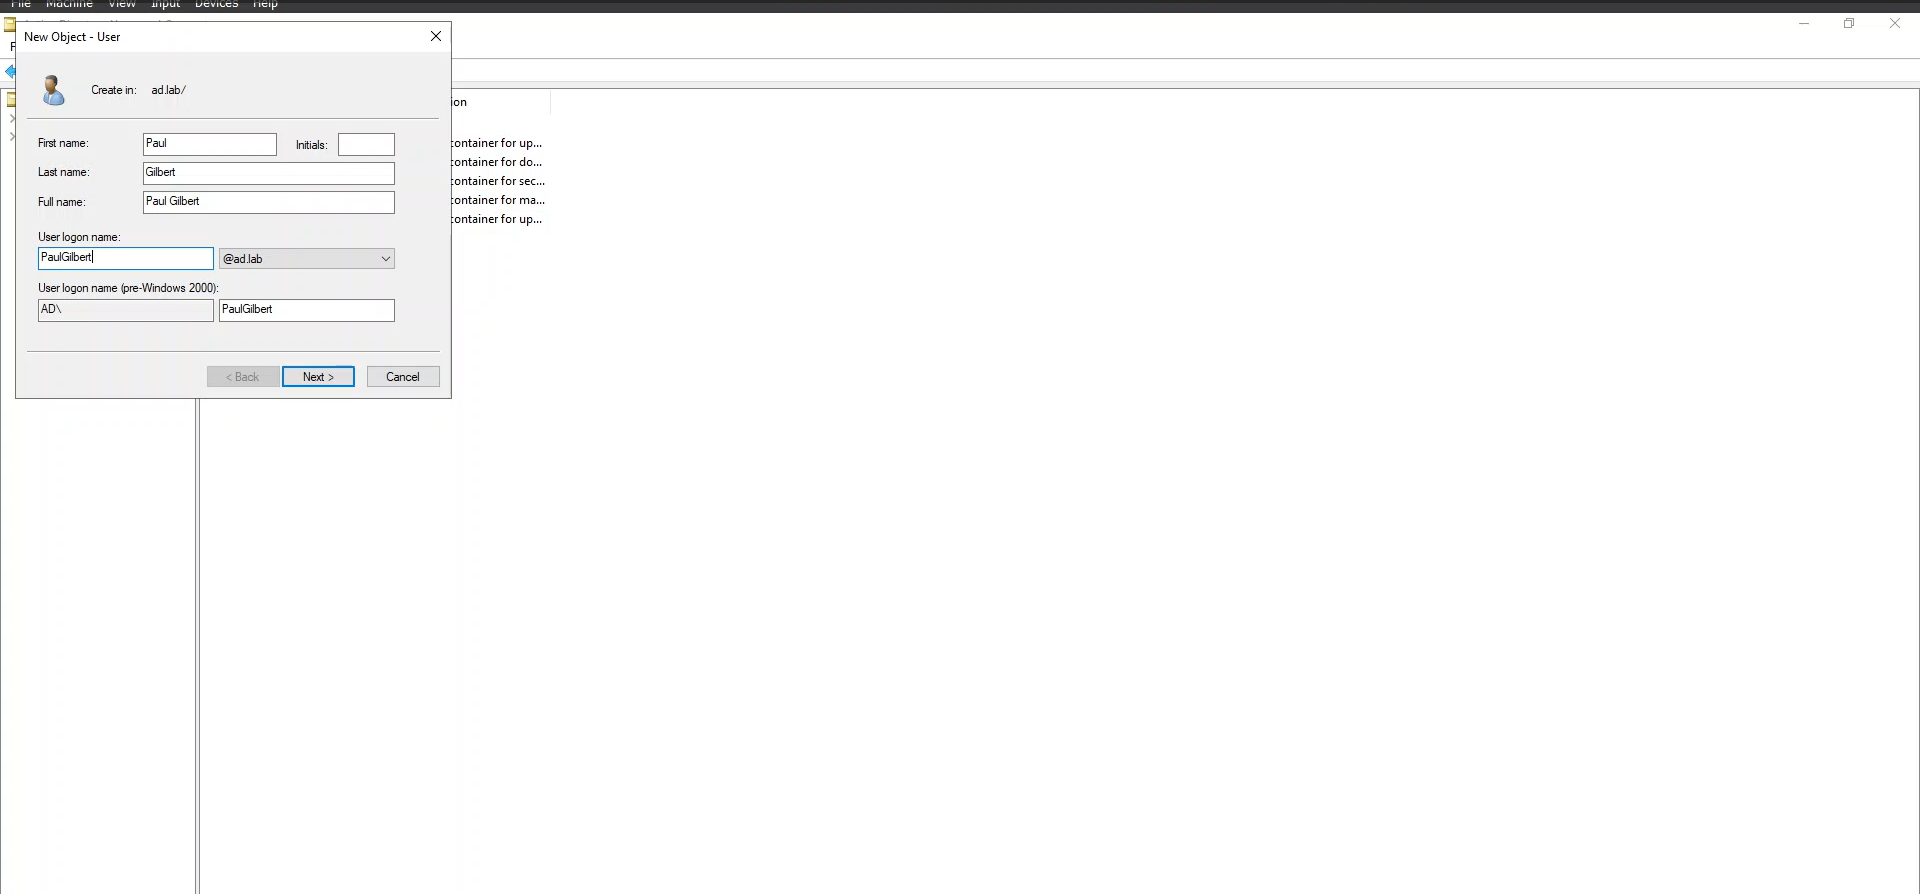 File Machine View Input Devices Help
New Object - User
Create in: ad.lab/
First name: Paul Initials:
Last name: Gilbert
Full name: Paul Gilbert
User logon name:
PaulGilbert @ad.lab
User logon name (pre-Windows 2000):
AD\ PaulGilbert
< Back Next > Cancel
ion
container for up...
container for do...
container for sec...
container for ma...
container for up...